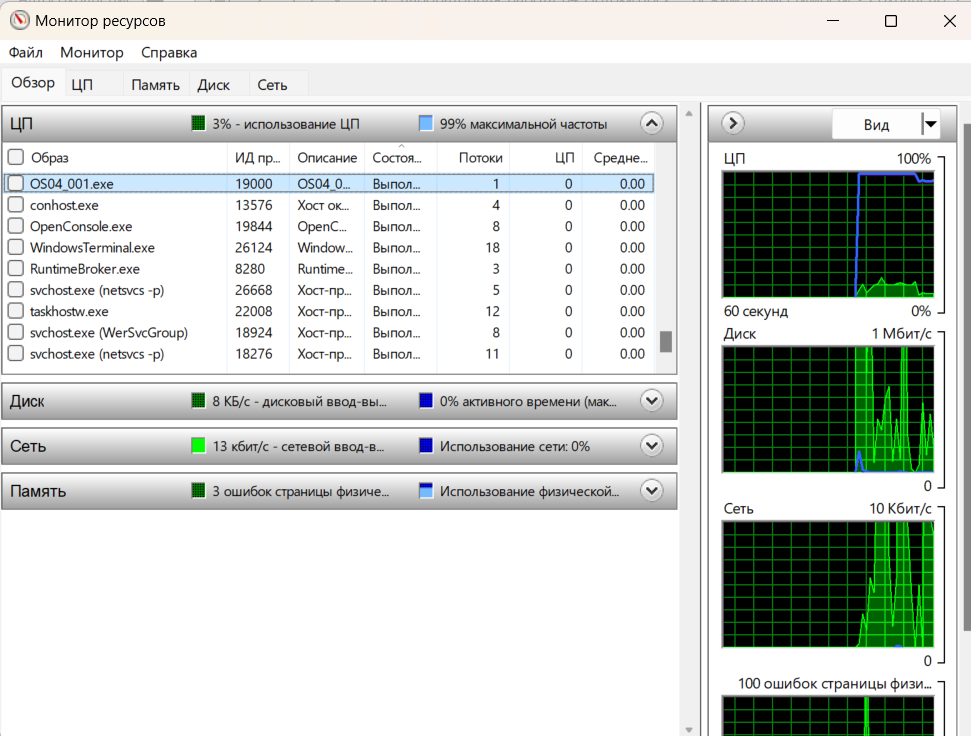 Монитор ресурсов
Файл Монитор Справка
Обзор ЦП Память Диск Сеть
ЦП 3% - использование ЦП 99% максимальной частоты
Образ ИД пр... Описание Состоя... Потоки ЦП Средне...
OS04_001.exe 19000 OS04_0... Выпол... 1 0 0.00
conhost.exe 13576 Хост ок... Выпол... 4 0 0.00
OpenConsole.exe 19844 OpenC... Выпол... 8 0 0.00
WindowsTerminal.exe 26124 Window... Выпол... 18 0 0.00
RuntimeBroker.exe 8280 Runtime... Выпол... 3 0 0.00
svchost.exe (netsvcs -p) 26668 Хост-пр... Выпол... 5 0 0.00
taskhostw.exe 22008 Хост-пр... Выпол... 12 0 0.00
svchost.exe (WerSvcGroup) 18924 Хост-пр... Выпол... 8 0 0.00
svchost.exe (netsvcs -p) 18276 Хост-пр... Выпол... 11 0 0.00
Диск 8 КБ/с - дисковый ввод-вы... 0% активного времени (мак...
Сеть 13 кбит/с - сетевой ввод-в... Использование сети: 0%
Память 3 ошибок страницы физиче... Использование физической...
Вид
ЦП 100%
60 секунд 0%
Диск 1 Мбит/с
0
Сеть 10 Кбит/с
0
100 ошибок страницы физи...